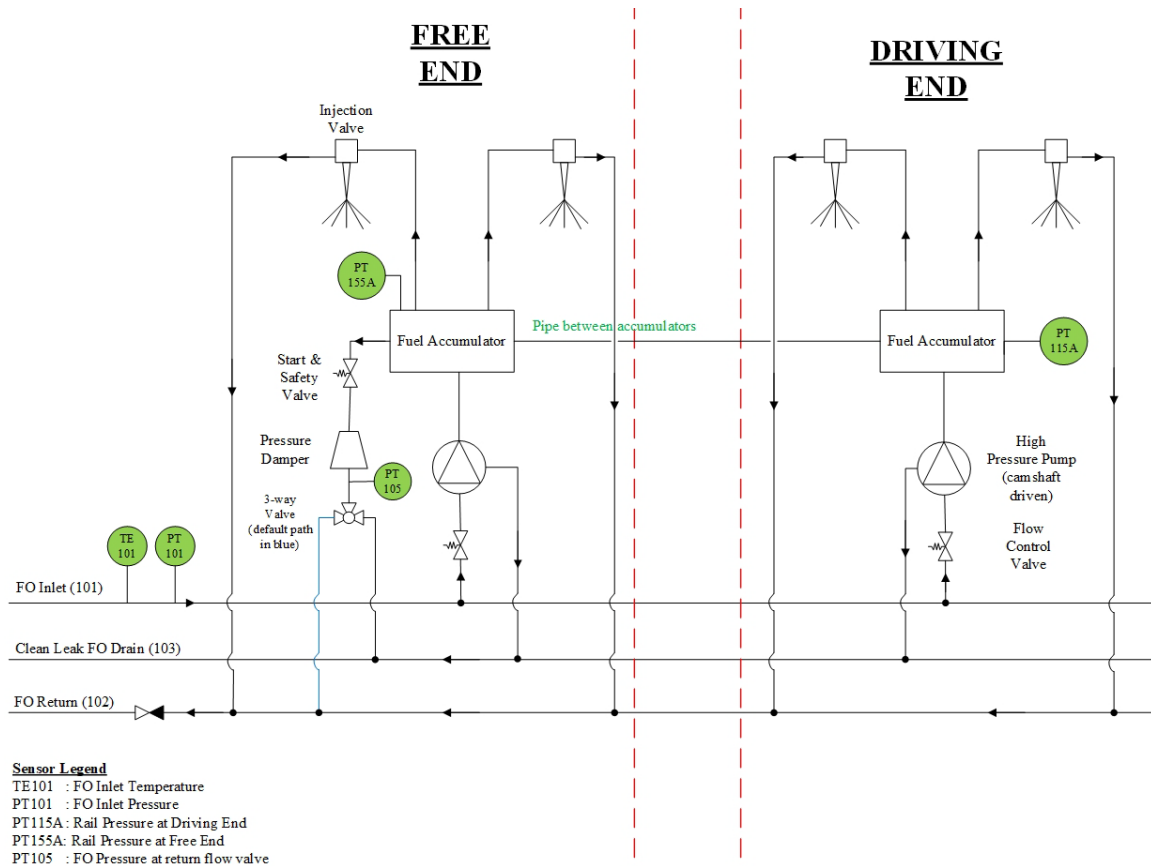 FREE
END
DRIVING
END
Injection
Valve
PT
155A
Pipe between accumulators
Fuel Accumulator
Fuel Accumulator
PT
115A
Start &
Safety
Valve
Pressure
Damper
PT
105
High
Pressure Pump
(camshaft
driven)
3-way
Valve
(default path
in blue)
Flow
Control
Valve
TE
101
PT
101
FO Inlet (101)
Clean Leak FO Drain (103)
FO Return (102)
Sensor Legend
TE101 : FO Inlet Temperature
PT101 : FO Inlet Pressure
PT115A : Rail Pressure at Driving End
PT155A: Rail Pressure at Free End
PT105 : FO Pressure at return flow valve